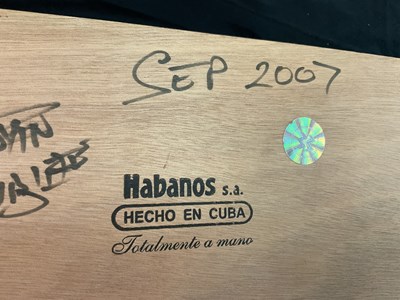 SEP 2007
Habanos s.a.
HECHO EN CUBA
Totalmente a mano